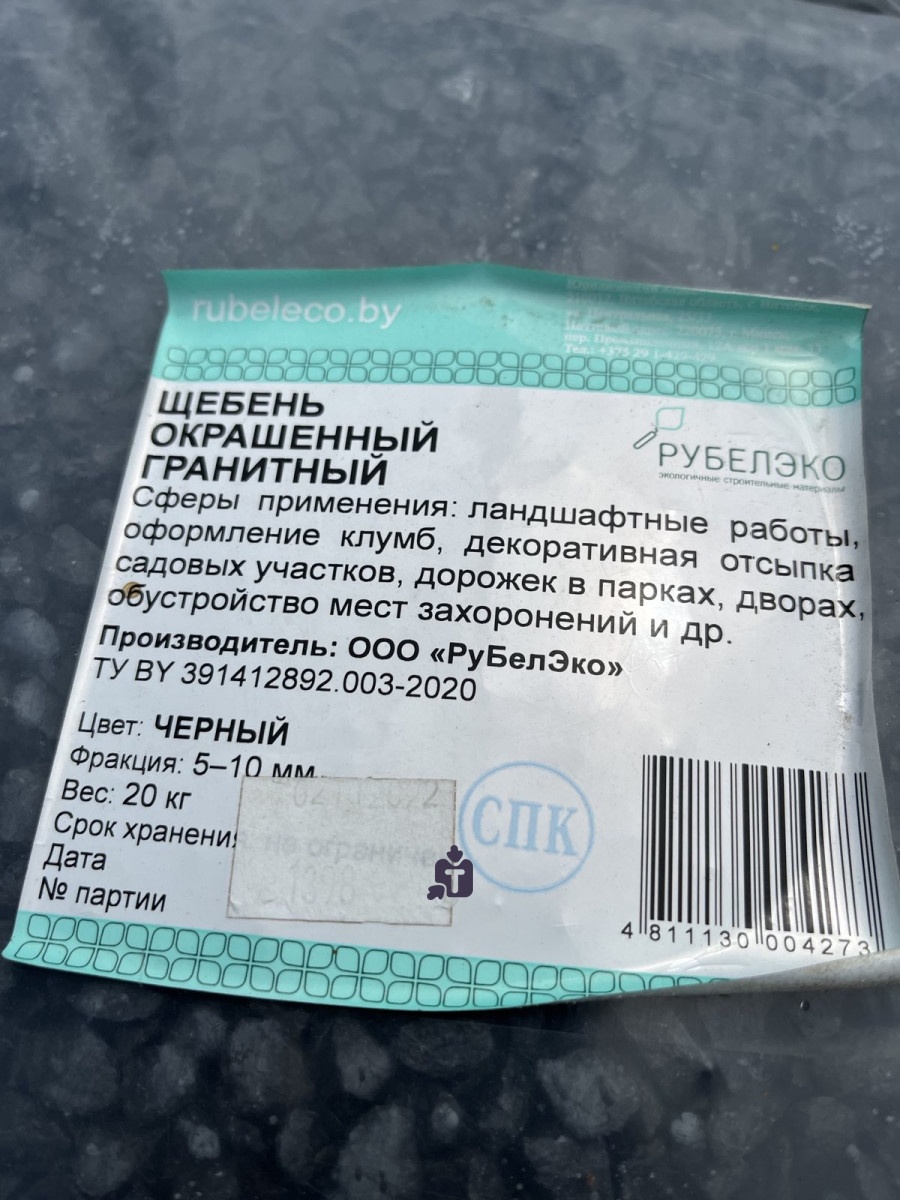 rubeleco.by
ЩЕБЕНЬ
ОКРАШЕННЫЙ
ГРАНИТНЫЙ
РУБЕЛЭКО
экологичные строительные материалы
Сферы применения: ландшафтные работы,
оформление клумб, декоративная отсыпка
садовых участков, дорожек в парках, дворах,
обустройство мест захоронений и др.
Производитель: ООО «РуБелЭко»
ТУ BY 391412892.003-2020
Цвет: ЧЕРНЫЙ
Фракция: 5–10 мм
Вес: 20 кг
Срок хранения: не ограничен
Дата
№ партии
СПК
T
4 811130 004273